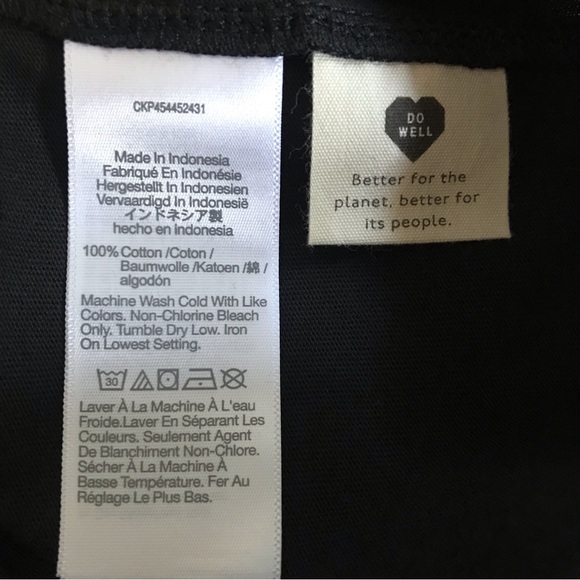 CKP454452431
Made In Indonesia
Fabriqué En Indonésie
Hergestellt In Indonesien
Vervaardigd In Indonesië
インドネシア製
hecho en indonesia
100% Cotton /Coton /
Baumwolle /Katoen /綿 /
algodón
Machine Wash Cold With Like
Colors. Non-Chlorine Bleach
Only. Tumble Dry Low. Iron
On Lowest Setting.
30
Laver À La Machine À L'eau
Froide.Laver En Séparant Les
Couleurs. Seulement Agent
De Blanchiment Non-Chlore.
Sécher À La Machine À
Basse Température. Fer Au
Réglage Le Plus Bas.
DO
WELL
Better for the
planet, better for
its people.